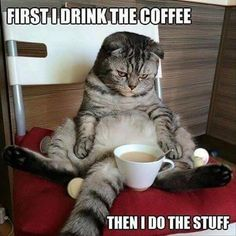 FIRST I DRINK THE COFFEE
THEN I DO THE STUFF